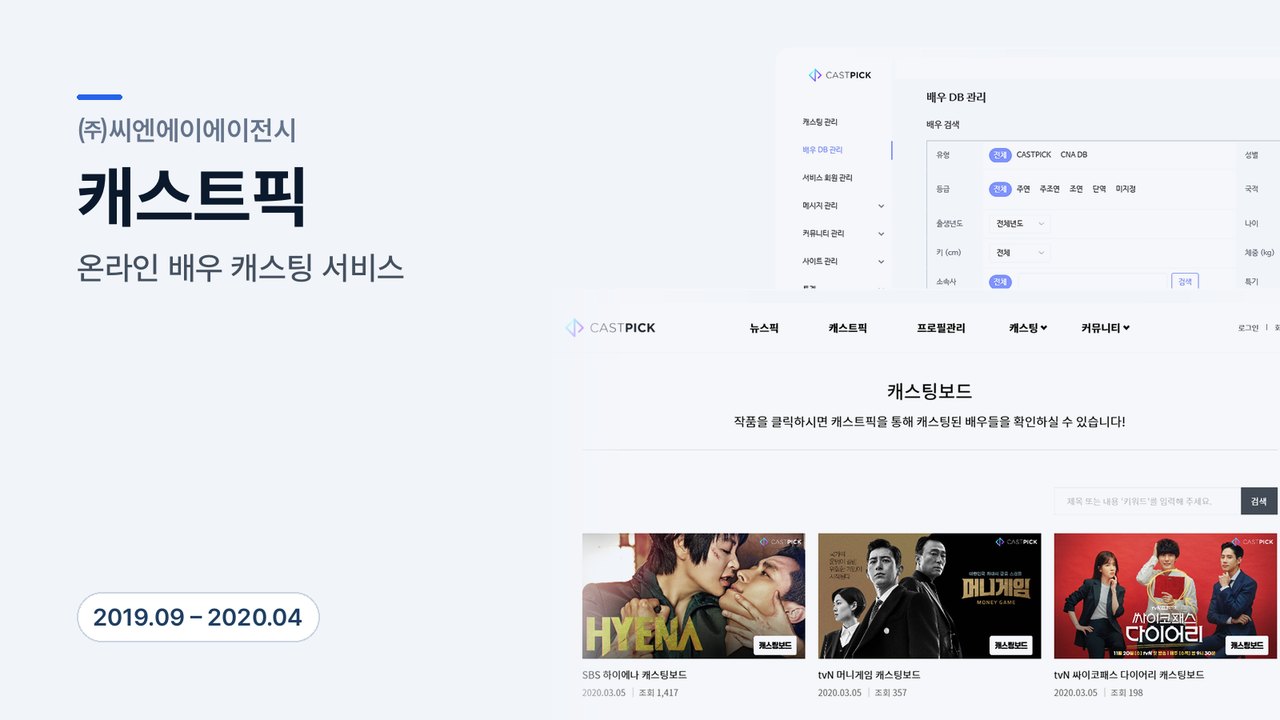 (주)씨엔에이에이전시
캐스트픽
온라인 배우 캐스팅 서비스
2019.09 – 2020.04
CASTPICK
캐스팅 관리
배우 DB 관리
서비스 회원 관리
메시지 관리
커뮤니티 관리
사이트 관리
배우 DB 관리
배우 검색
유형 전체 CASTPICK CNA DB 성별
등급 전체 주연 주조연 조연 단역 미지정 국적
출생년도 전체년도 나이
키 (cm) 전체 체중 (kg)
소속사 전체 검색 특기
CASTPICK 뉴스픽 캐스트픽 프로필관리 캐스팅 커뮤니티 로그인
캐스팅보드
작품을 클릭하시면 캐스트픽을 통해 캐스팅된 배우들을 확인하실 수 있습니다!
제목 또는 내용 '키워드'를 입력해 주세요. 검색
CASTPICK
HYENA
캐스팅보드
SBS 하이에나 캐스팅보드
2020.03.05 조회 1,417
CASTPICK
머니게임
MONEY GAME
캐스팅보드
tvN 머니게임 캐스팅보드
2020.03.05 조회 357
CASTPICK
싸이코패스
다이어리
캐스팅보드
tvN 싸이코패스 다이어리 캐스팅보드
2020.03.05 조회 198